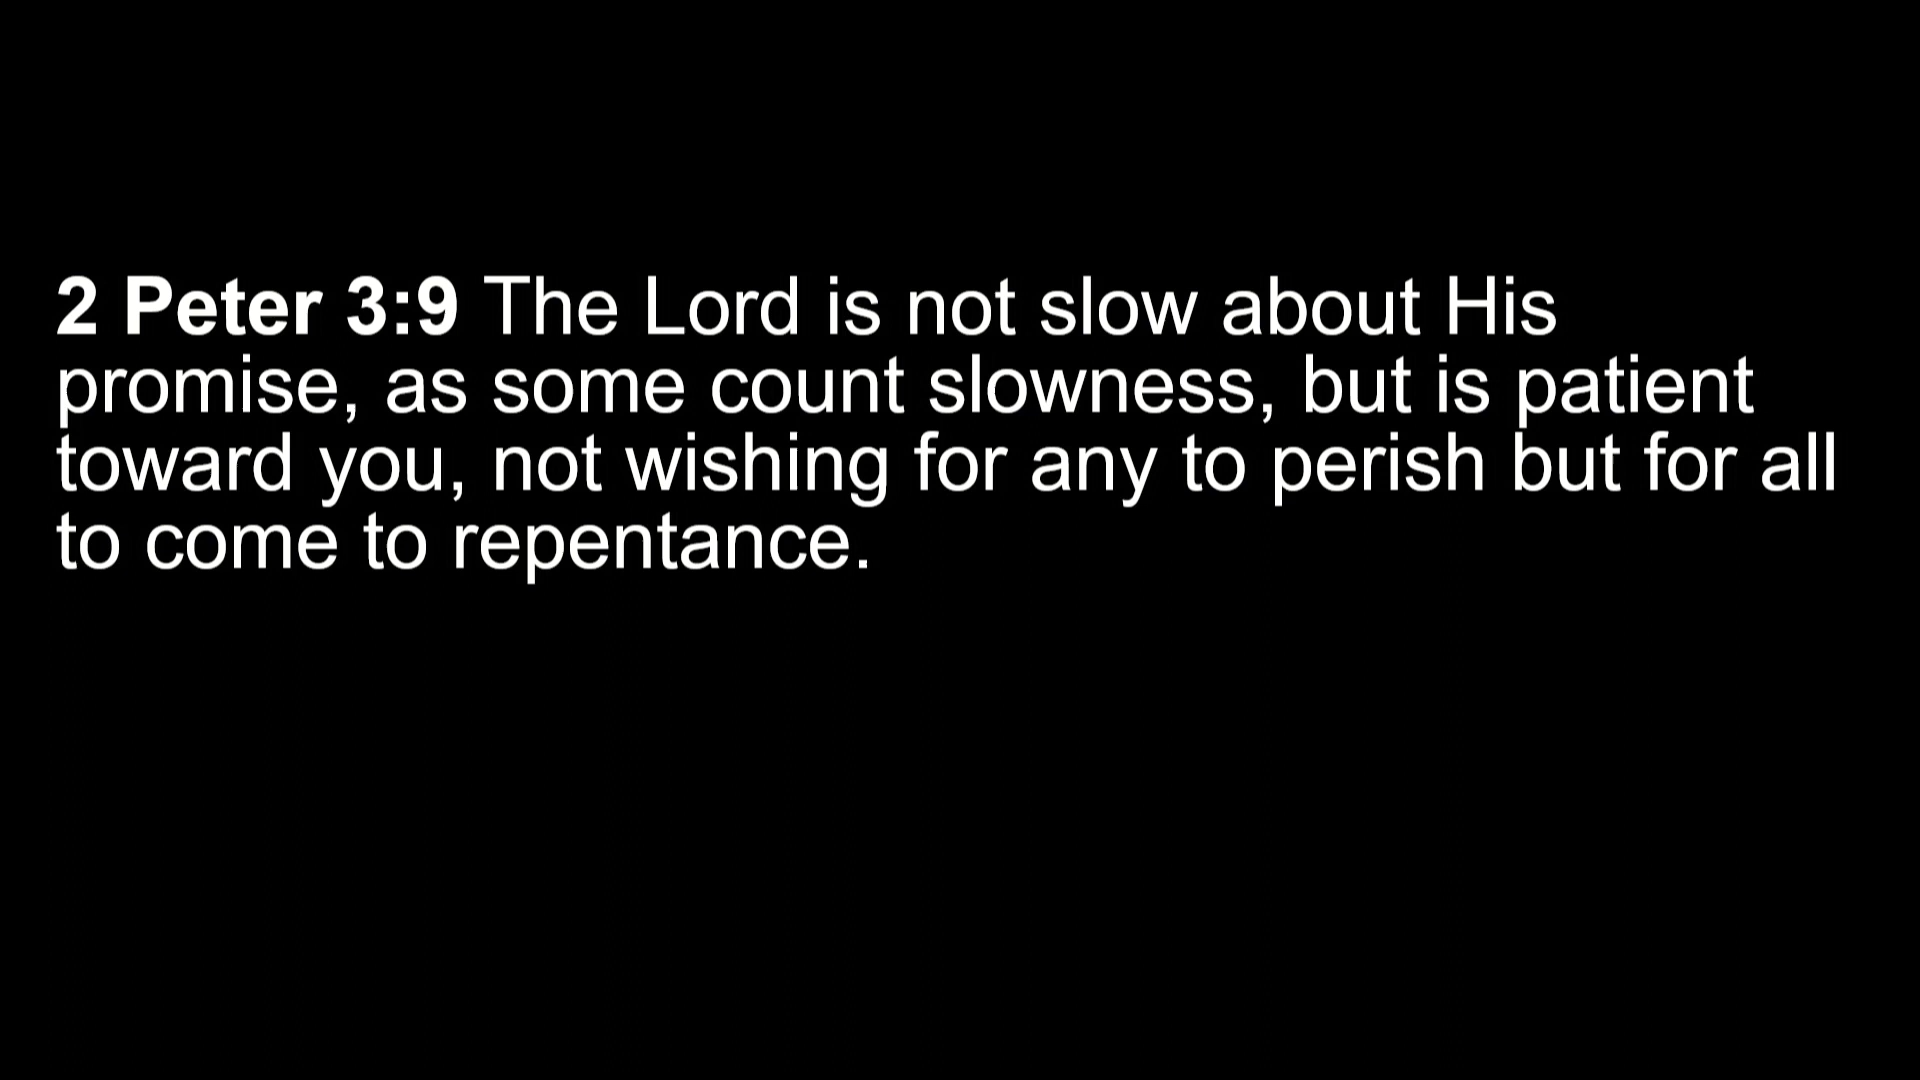 2 Peter 3:9 The Lord is not slow about His
promise, as some count slowness, but is patient
toward you, not wishing for any to perish but for all
to come to repentance.